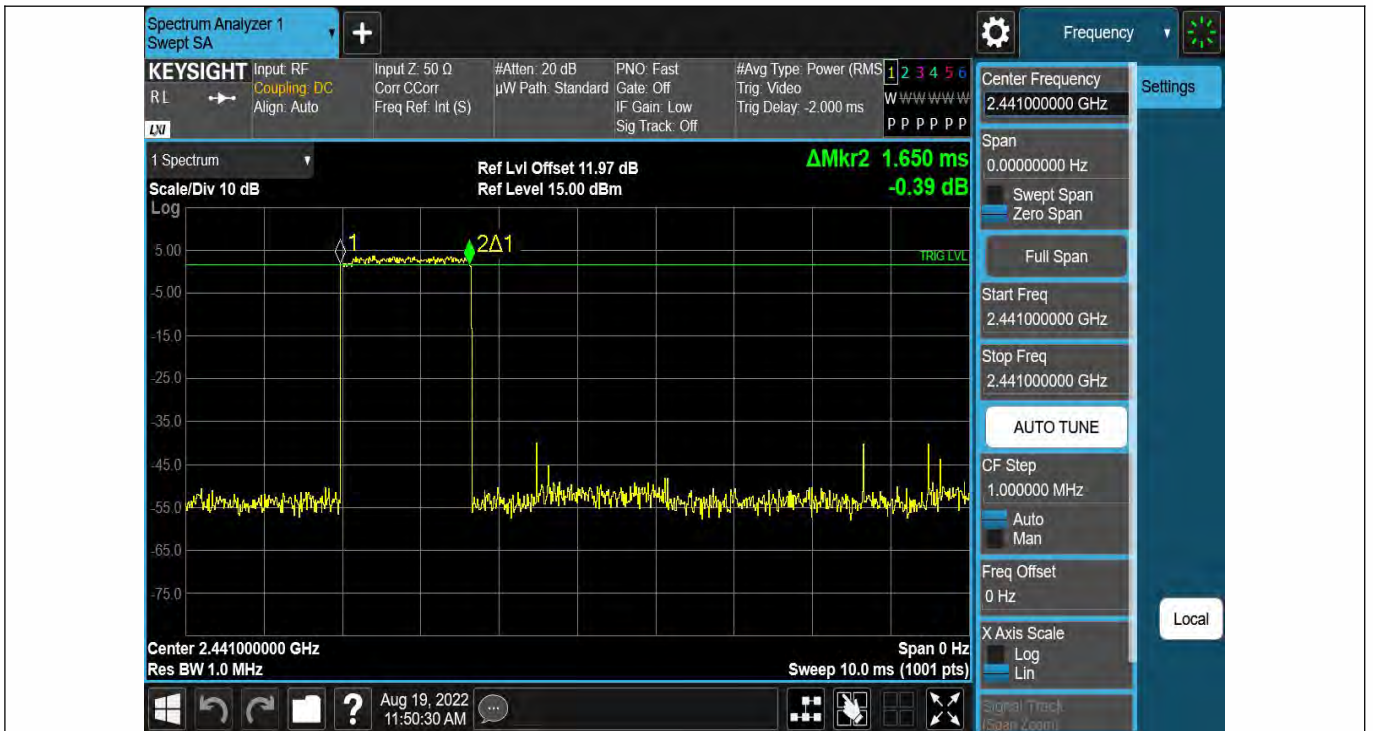 Spectrum Analyzer 1
Swept SA
Frequency
KEYSIGHT
RL
LXI
Input: RF
Coupling: DC
Align: Auto
Input Z: 50 Ω
Corr CCorr
Freq Ref: Int (S)
#Atten: 20 dB
µW Path: Standard
PNO: Fast
Gate: Off
IF Gain: Low
Sig Track: Off
#Avg Type: Power (RMS
Trig: Video
Trig Delay: -2.000 ms
1 2 3 4 5 6
W W W W W W
P P P P P P
1 Spectrum
Scale/Div 10 dB
Log
Ref Lvl Offset 11.97 dB
Ref Level 15.00 dBm
ΔMkr2 1.650 ms
-0.39 dB
1
2Δ1
TRIG LVL
5.00
-5.00
-15.0
-25.0
-35.0
-45.0
-55.0
-65.0
-75.0
Center 2.441000000 GHz
Res BW 1.0 MHz
Span 0 Hz
Sweep 10.0 ms (1001 pts)
Center Frequency
2.441000000 GHz
Settings
Span
0.00000000 Hz
Swept Span
Zero Span
Full Span
Start Freq
2.441000000 GHz
Stop Freq
2.441000000 GHz
AUTO TUNE
CF Step
1.000000 MHz
Auto
Man
Freq Offset
0 Hz
X Axis Scale
Log
Lin
Signal Track
(Span Zoom)
Local
?
Aug 19, 2022
11:50:30 AM